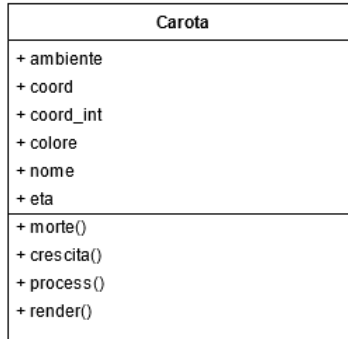 Carota
+ ambiente
+ coord
+ coord_int
+ colore
+ nome
+ eta
+ morte()
+ crescita()
+ process()
+ render()